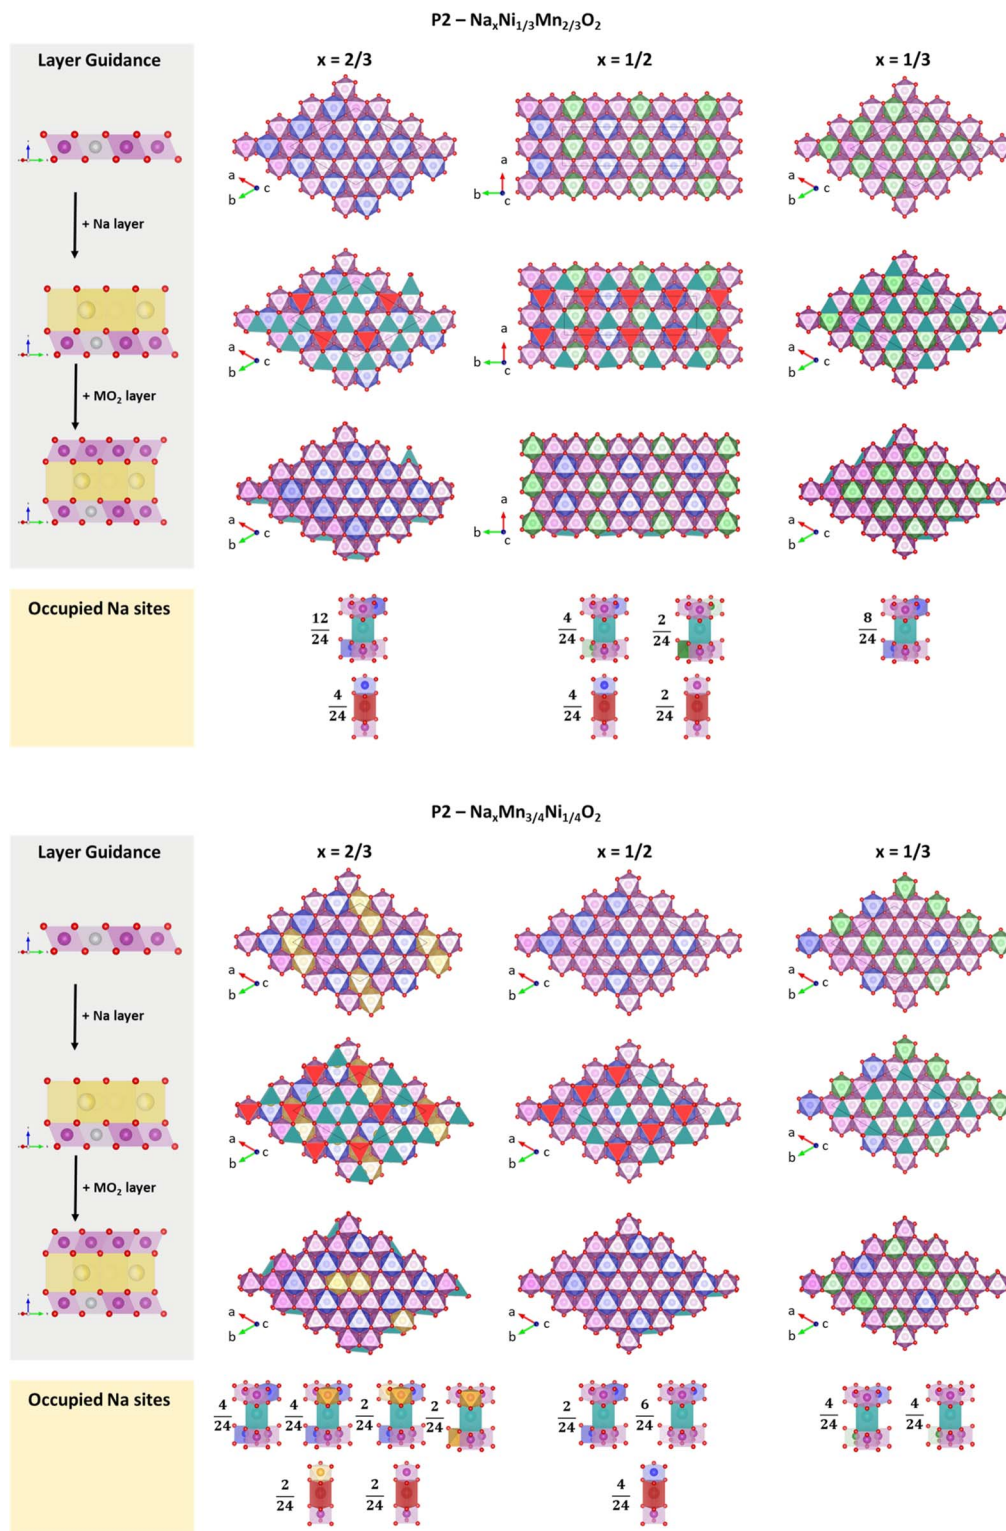 P2 – NaₓNi₁/₃Mn₂/₃O₂
Layer Guidance
x = 2/3
x = 1/2
x = 1/3
a
b
c
a
b
c
a
b
c
+ Na layer
a
b
c
a
b
c
a
b
c
+ MO₂ layer
a
b
c
a
b
c
a
b
c
Occupied Na sites
12/24
4/24
2/24
8/24
4/24
4/24
2/24
P2 – NaₓMn₃/₄Ni₁/₄O₂
Layer Guidance
x = 2/3
x = 1/2
x = 1/3
a
b
c
a
b
c
a
b
c
+ Na layer
a
b
c
a
b
c
a
b
c
+ MO₂ layer
a
b
c
a
b
c
a
b
c
Occupied Na sites
4/24
4/24
2/24
2/24
2/24
6/24
4/24
4/24
2/24
2/24
4/24